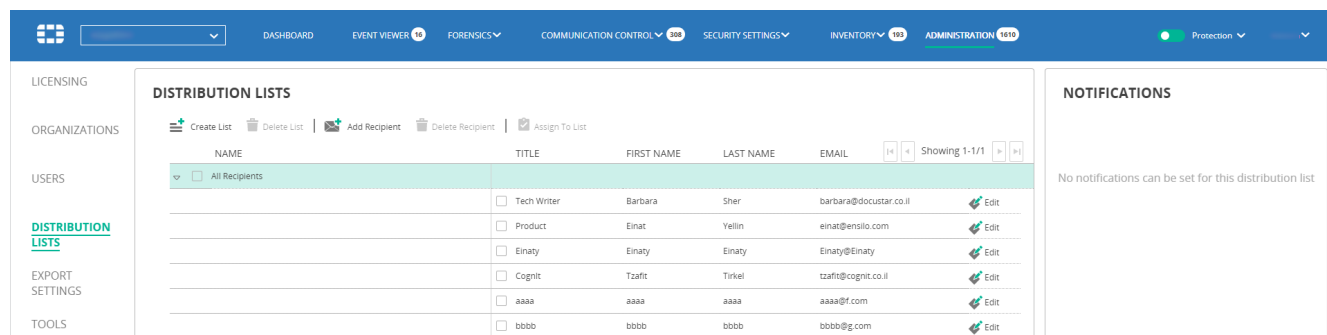 DASHBOARD EVENT VIEWER 16 FORENSICS COMMUNICATION CONTROL 308 SECURITY SETTINGS INVENTORY 193 ADMINISTRATION 1610 Protection
LICENSING
ORGANIZATIONS
USERS
DISTRIBUTION
LISTS
EXPORT
SETTINGS
TOOLS
DISTRIBUTION LISTS
Create List Delete List Add Recipient Delete Recipient Assign To List
Showing 1-1/1
NAME TITLE FIRST NAME LAST NAME EMAIL
All Recipients
Tech Writer Barbara Sher barbara@docustar.co.il Edit
Product Einat Yellin einat@ensilo.com Edit
Einaty Einaty Einaty Einaty@Einaty Edit
CognIt Tzafit Tirkel tzafit@cognit.co.il Edit
aaaa aaaa aaaa aaaa@f.com Edit
bbbb bbbb bbbb bbbb@g.com Edit
NOTIFICATIONS
No notifications can be set for this distribution list